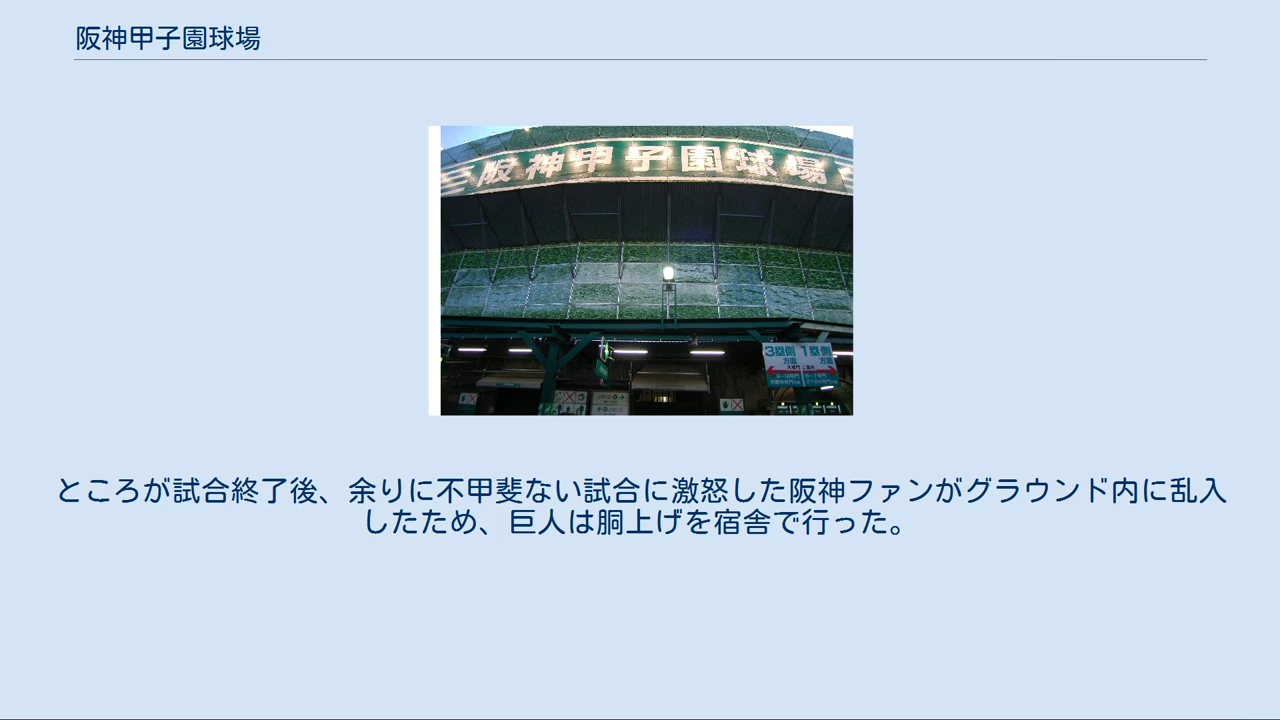 阪神甲子園球場
阪神甲子園球場
3塁側 1塁側
方面 方面
ところが試合終了後、余りに不甲斐ない試合に激怒した阪神ファンがグラウンド内に乱入
したため、巨人は胴上げを宿舎で行った。